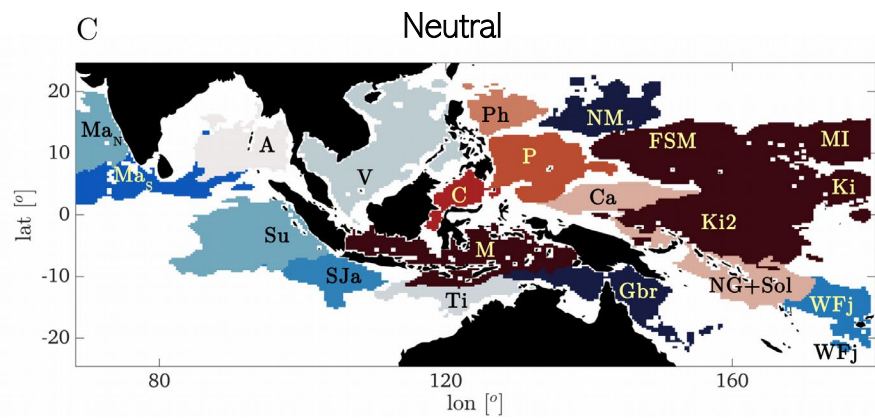 C Neutral
20
10
0
-10
-20
lat [°]
80 120 160
lon [°]
Ma_N
Ma_S
A
V
Ph
NM
FSM
MI
P
C
Ca
Ki
Ki2
Su
SJa
M
Ti
Gbr
NG+Sol
WFj
WFj